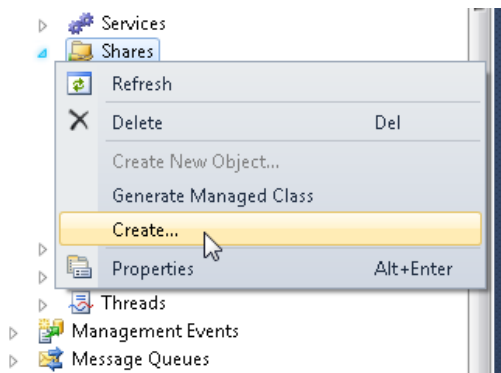 Services
Shares
Refresh
Delete Del
Create New Object...
Generate Managed Class
Create...
Properties Alt+Enter
Threads
Management Events
Message Queues